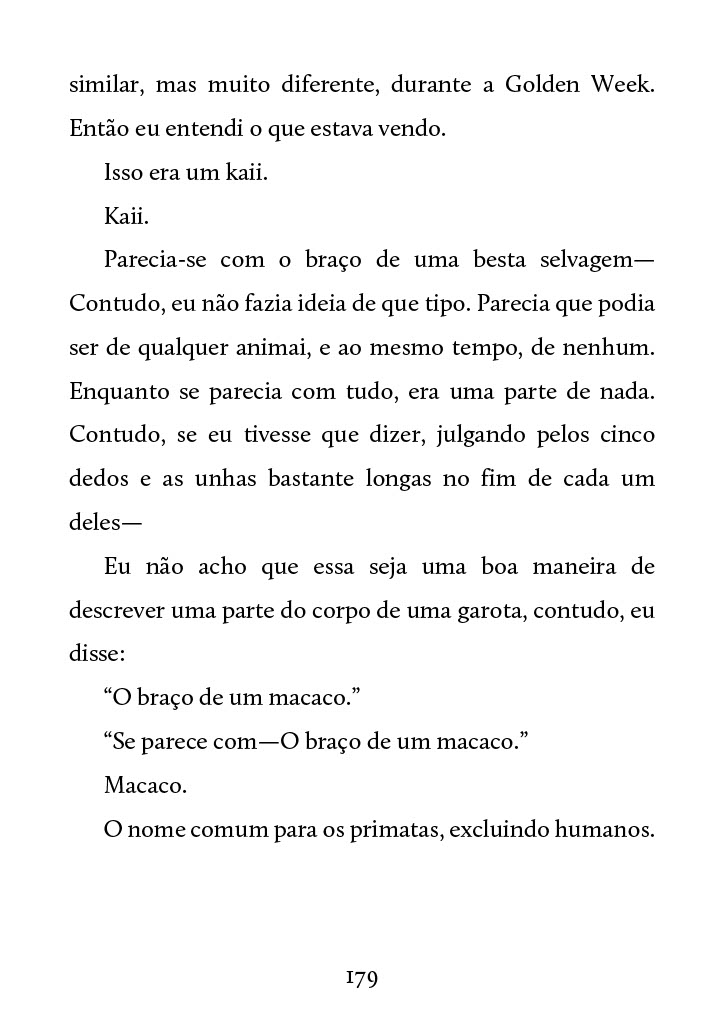 similar, mas muito diferente, durante a Golden Week.
Então eu entendi o que estava vendo.
Isso era um kaii.
Kaii.
Parecia-se com o braço de uma besta selvagem—
Contudo, eu não fazia ideia de que tipo. Parecia que podia
ser de qualquer animai, e ao mesmo tempo, de nenhum.
Enquanto se parecia com tudo, era uma parte de nada.
Contudo, se eu tivesse que dizer, julgando pelos cinco
dedos e as unhas bastante longas no fim de cada um
deles—
Eu não acho que essa seja uma boa maneira de
descrever uma parte do corpo de uma garota, contudo, eu
disse:
“O braço de um macaco.”
“Se parece com—O braço de um macaco.”
Macaco.
O nome comum para os primatas, excluindo humanos.
179